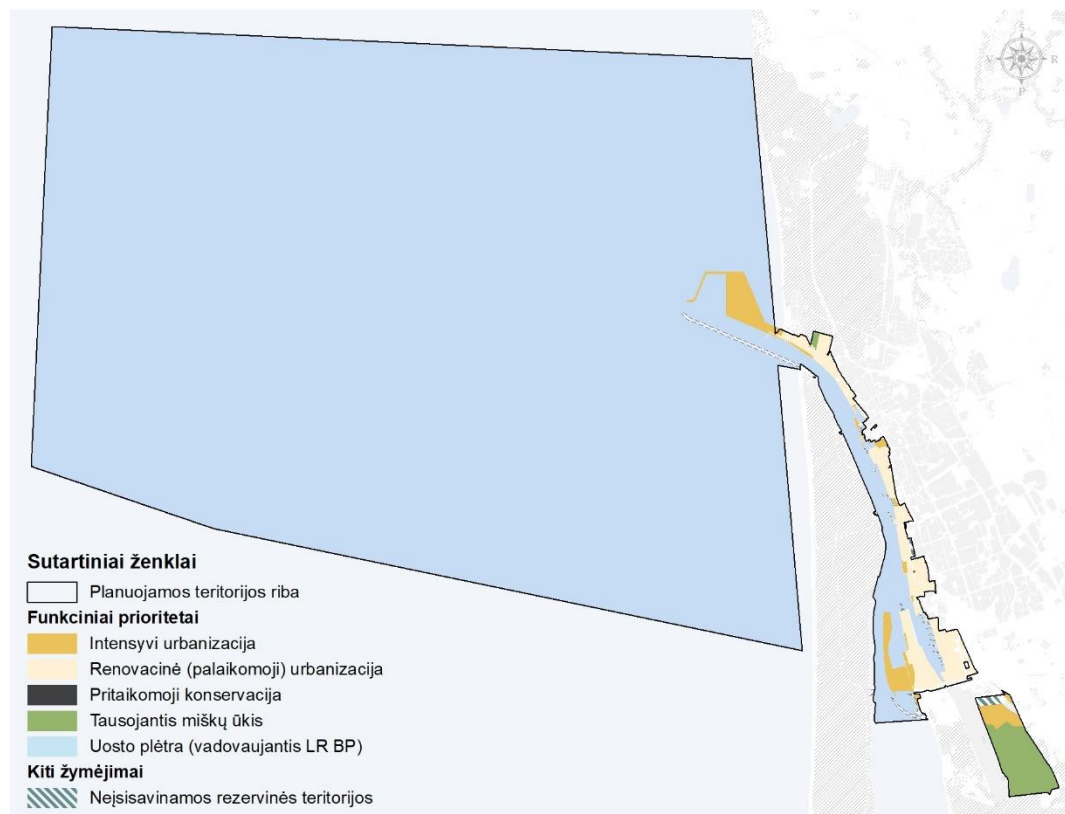 S
V R
P
Sutartiniai ženklai
Planuojamos teritorijos riba
Funkciniai prioritetai
Intensyvi urbanizacija
Renovacinė (palaikomoji) urbanizacija
Pritaikomoji konservacija
Tausojantis miškų ūkis
Uosto plėtra (vadovaujantis LR BP)
Kiti žymėjimai
Neįsisavinamos rezervinės teritorijos